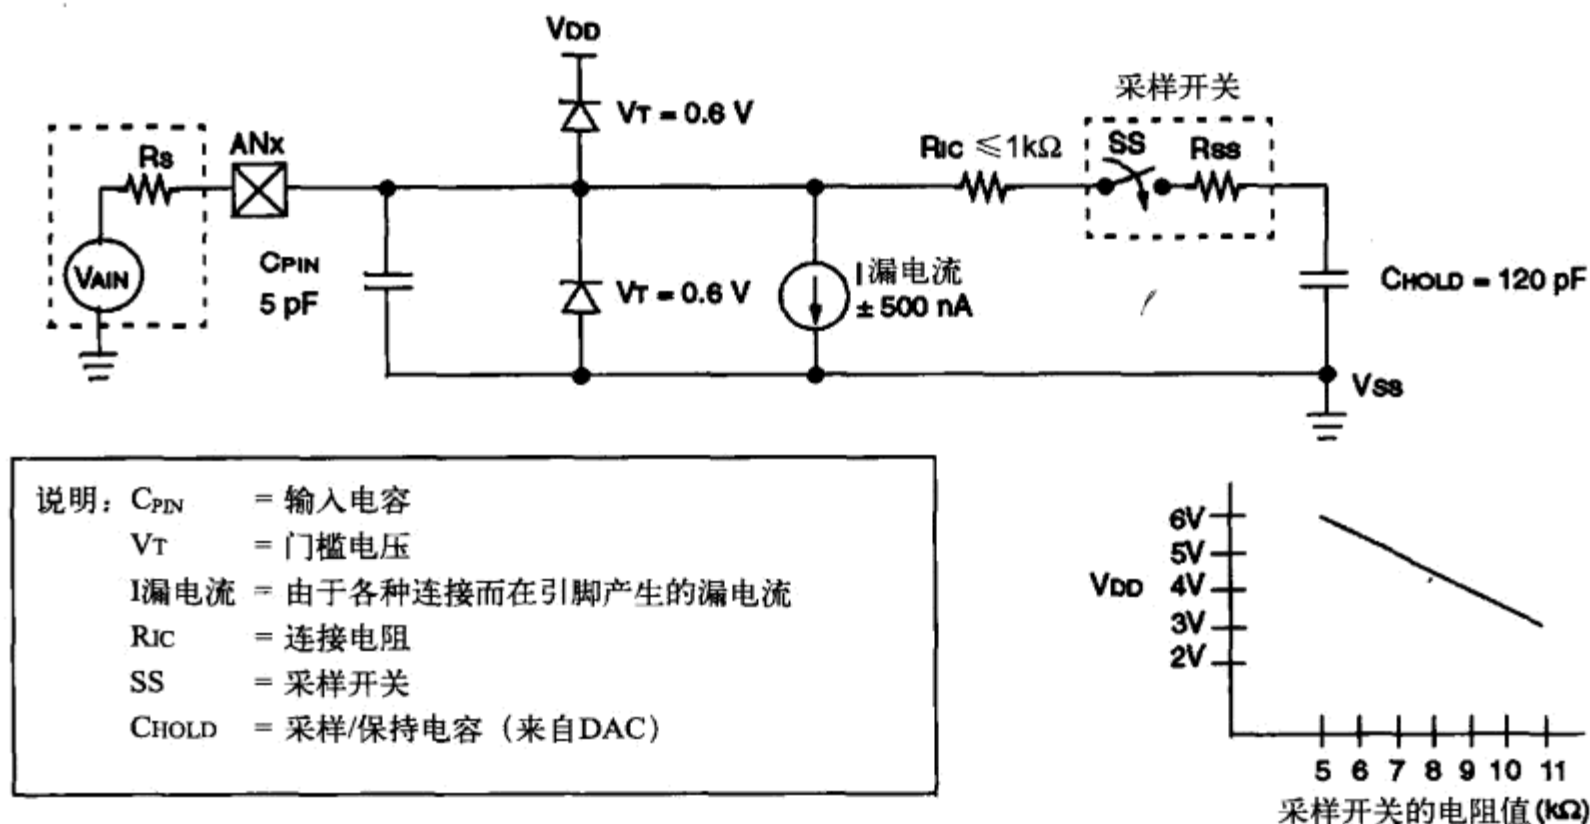 VDD
VT = 0.6 V
采样开关
RS
ANx
RIC ≤1kΩ
SS
RSS
VAIN
CPIN
5 pF
VT = 0.6 V
I漏电流
± 500 nA
CHOLD = 120 pF
VSS
说明：CPIN = 输入电容
VT = 门槛电压
I漏电流 = 由于各种连接而在引脚产生的漏电流
RIC = 连接电阻
SS = 采样开关
CHOLD = 采样/保持电容（来自DAC）
6V
5V
VDD 4V
3V
2V
5 6 7 8 9 10 11
采样开关的电阻值(kΩ)